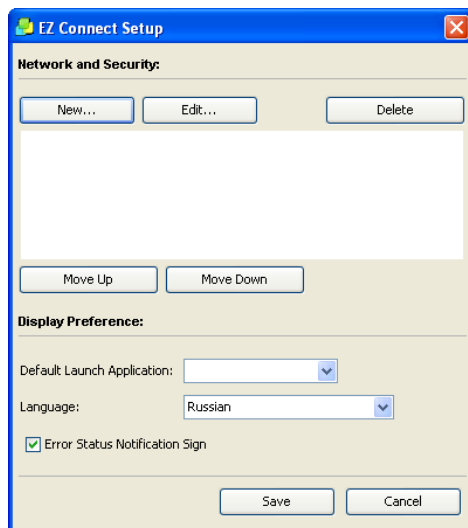 EZ Connect Setup
Network and Security:
New... Edit... Delete
Move Up Move Down
Display Preference:
Default Launch Application:
Language: Russian
Error Status Notification Sign
Save Cancel